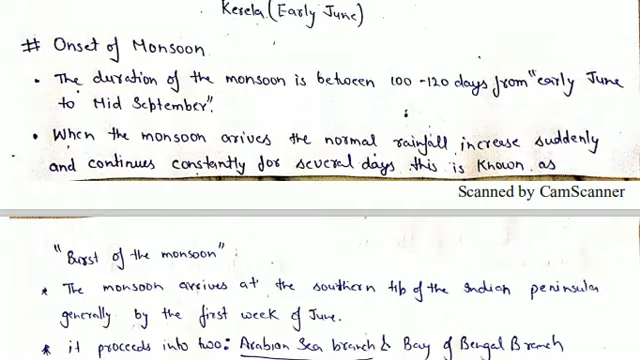 Kerela (Early June)
# Onset of Monsoon
• The duration of the monsoon is between 100-120 days from "early June
to Mid September".
• When the monsoon arives the normal rainfall increase suddenly
and continues constantly for several days this is known as
Scanned by CamScanner
"Burst of the monsoon"
* The monsoon arrives at the southern tip of the Indian peninsular
generally by the first week of June.
* it proceeds into two: Arabian Sea branch & Bay of Bengal Branch